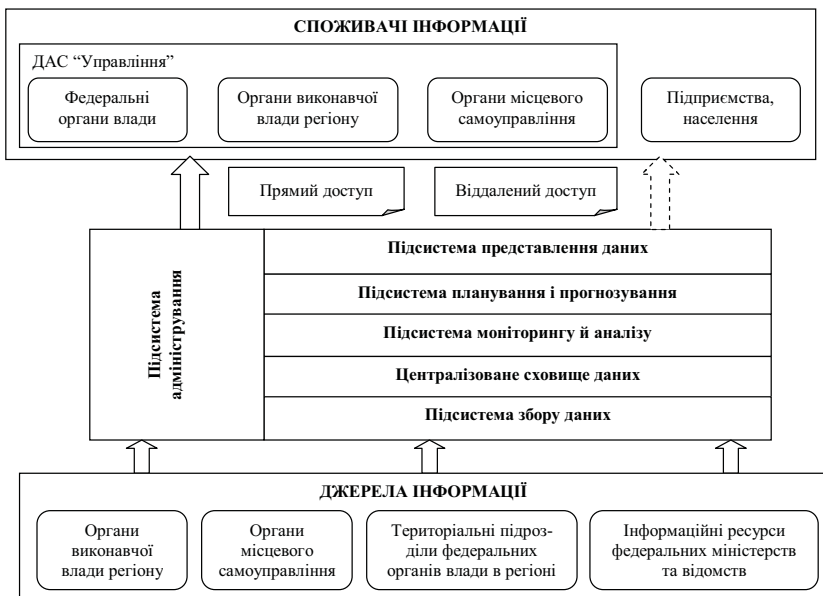 СПОЖИВАЧІ ІНФОРМАЦІЇ
ДАС “Управління”
Федеральні
органи влади
Органи виконавчої
влади регіону
Органи місцевого
самоуправління
Підприємства,
населення
Прямий доступ
Віддалений доступ
Підсистема
адміністрування
Підсистема представлення даних
Підсистема планування і прогнозування
Підсистема моніторингу й аналізу
Централізоване сховище даних
Підсистема збору даних
ДЖЕРЕЛА ІНФОРМАЦІЇ
Органи
виконавчої
влади регіону
Органи
місцевого
самоуправління
Територіальні підроз-
діли федеральних
органів влади в регіоні
Інформаційні ресурси
федеральних міністерств
та відомств